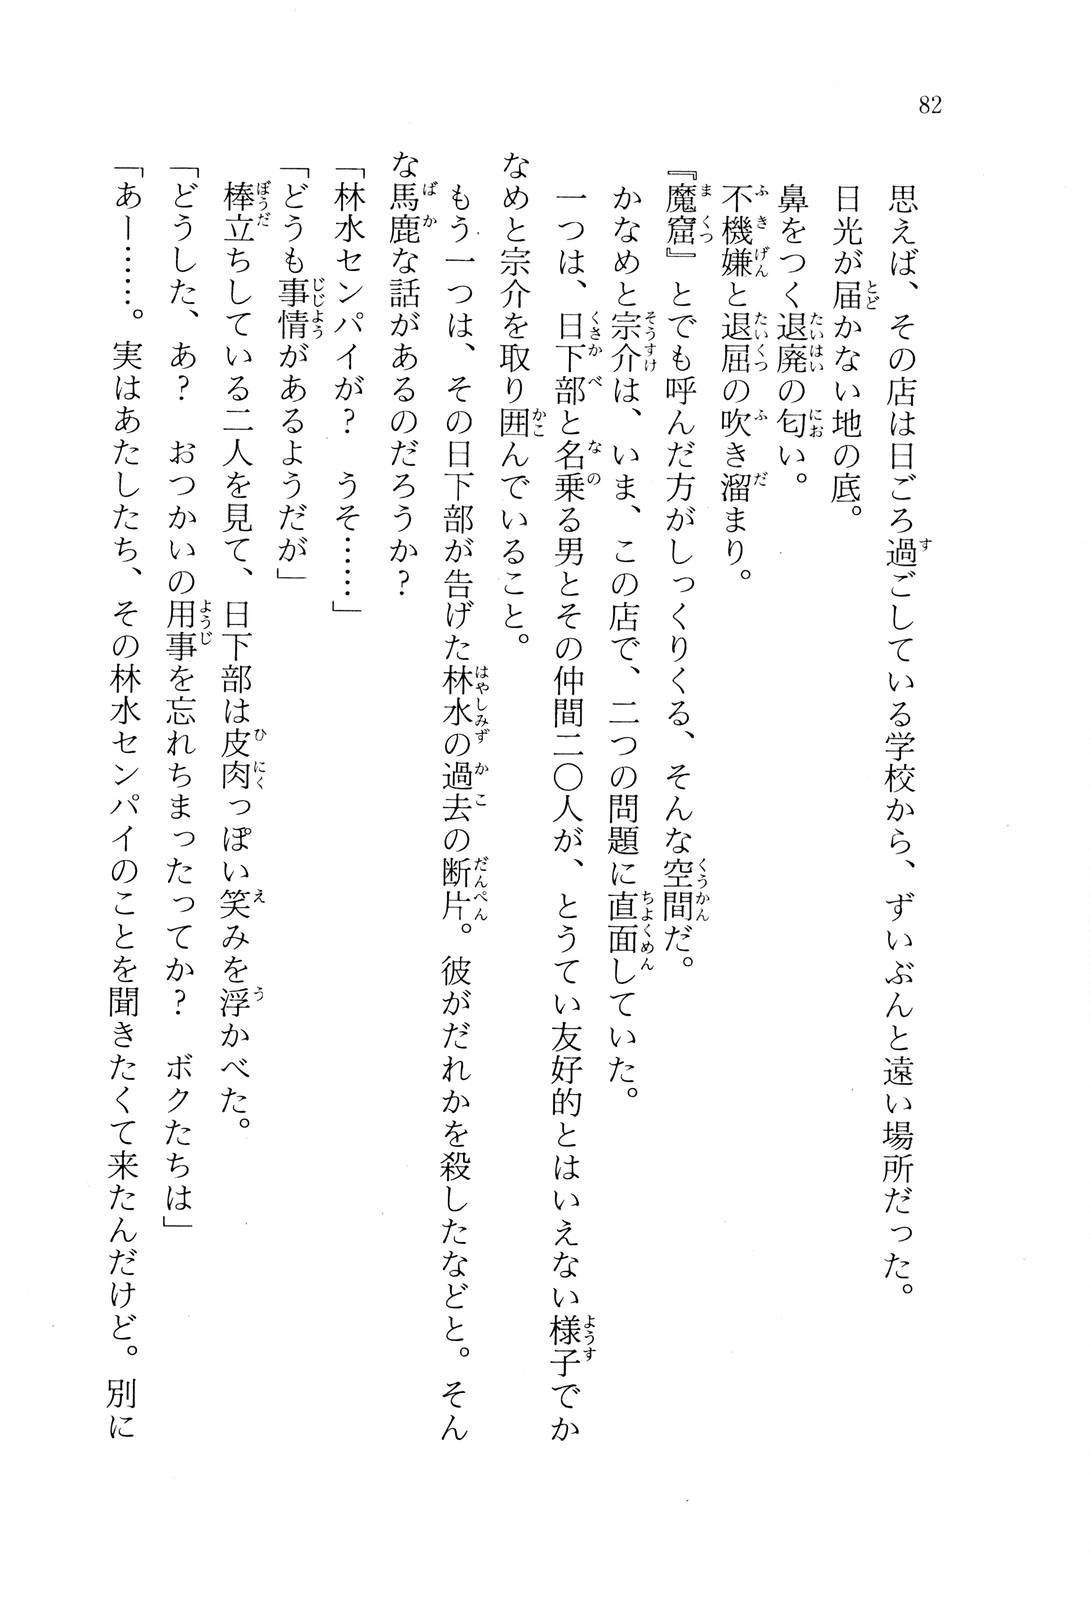 82
思えば、その店は日ごろ過ごしている学校から、ずいぶんと遠い場所だった。
日光が届かない地の底。
鼻をつく退廃の匂い。
不機嫌と退屈の吹き溜まり。
『魔窟』とでも呼んだ方がしっくりくる、そんな空間だ。
かなめと宗介は、いま、この店で、二つの問題に直面していた。
一つは、日下部と名乗る男とその仲間二〇人が、とうてい友好的とはいえない様子でか
なめと宗介を取り囲んでいること。
もう一つは、その日下部が告げた林水の過去の断片。彼がだれかを殺したなどと。そん
な馬鹿な話があるのだろうか?
「林水センパイが?　うそ……」
「どうも事情があるようだが」
棒立ちしている二人を見て、日下部は皮肉っぽい笑みを浮かべた。
「どうした、あ?　おつかいの用事を忘れちまったってか?　ボクたちは」
「あー……。実はあたしたち、その林水センパイのことを聞きたくて来たんだけど。別に